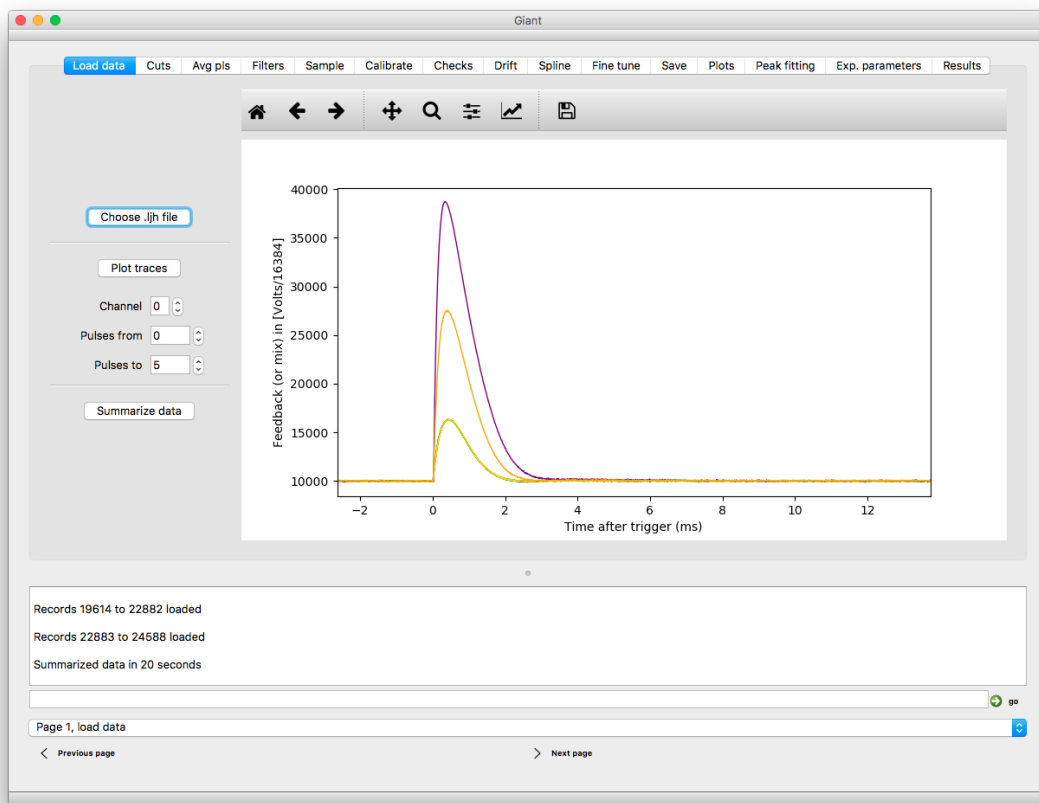 Giant
Load data Cuts Avg pls Filters Sample Calibrate Checks Drift Spline Fine tune Save Plots Peak fitting Exp. parameters Results
Choose .ljh file
Plot traces
Channel 0
Pulses from 0
Pulses to 5
Summarize data
Feedback (or mix) in [Volts/16384]
40000
35000
30000
25000
20000
15000
10000
−2 0 2 4 6 8 10 12
Time after trigger (ms)
Records 19614 to 22882 loaded
Records 22883 to 24588 loaded
Summarized data in 20 seconds
go
Page 1, load data
Previous page Next page